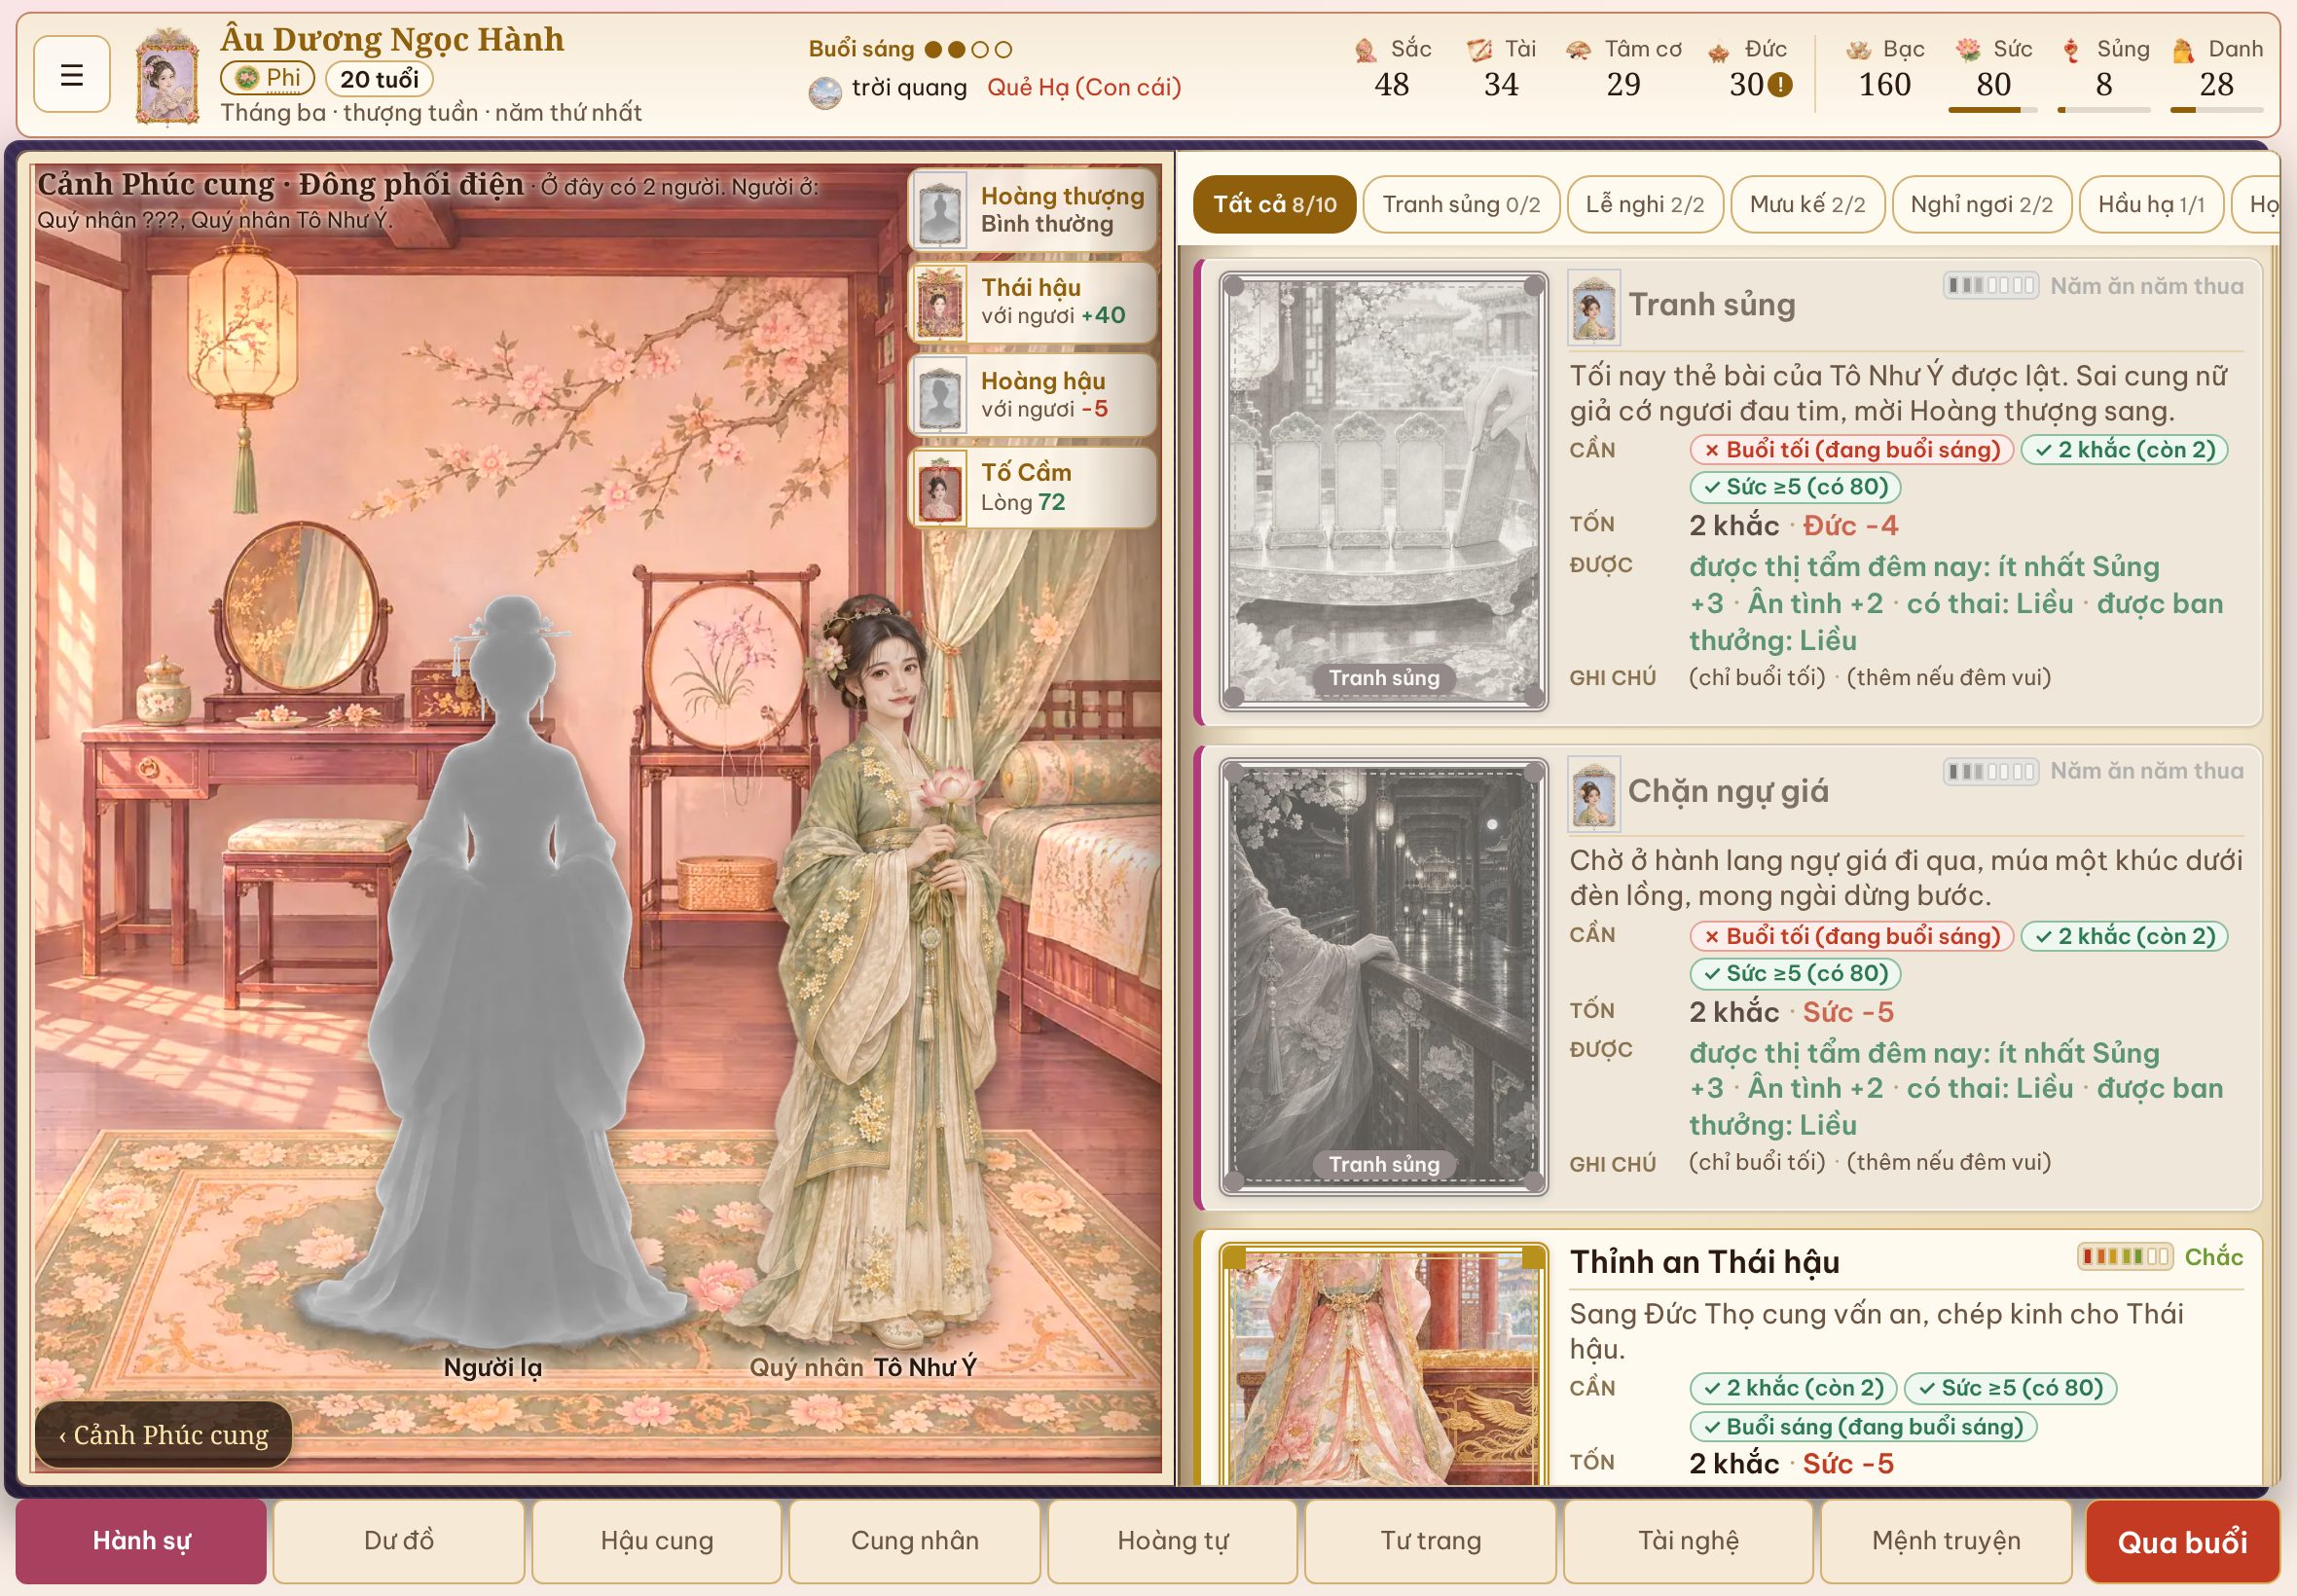 ☰
Âu Dương Ngọc Hành
Phi
20 tuổi
Tháng ba · thượng tuần · năm thứ nhất
Buổi sáng
trời quang Quẻ Hạ (Con cái)
Sắc Tài Tâm cơ Đức Bạc Sức Sủng Danh
48 34 29 30 ! 160 80 8 28
Cảnh Phúc cung · Đông phối điện · Ở đây có 2 người. Người ở:
Quý nhân ???, Quý nhân Tô Như Ý.
Hoàng thượng
Bình thường
Thái hậu
với ngươi +40
Hoàng hậu
với ngươi -5
Tố Cầm
Lòng 72
Người lạ
Quý nhân Tô Như Ý
‹ Cảnh Phúc cung
Tất cả 8/10
Tranh sủng 0/2
Lễ nghi 2/2
Mưu kế 2/2
Nghỉ ngơi 2/2
Hầu hạ 1/1
Họ
Tranh sủng
Năm ăn năm thua
Tối nay thẻ bài của Tô Như Ý được lật. Sai cung nữ
giả cớ ngươi đau tim, mời Hoàng thượng sang.
CẦN × Buổi tối (đang buổi sáng) ✓ 2 khắc (còn 2)
✓ Sức ≥5 (có 80)
TỐN 2 khắc · Đức -4
ĐƯỢC được thị tẩm đêm nay: ít nhất Sủng
+3 · Ân tình +2 · có thai: Liều · được ban
thưởng: Liều
GHI CHÚ (chỉ buổi tối) · (thêm nếu đêm vui)
Tranh sủng
Chặn ngự giá
Năm ăn năm thua
Chờ ở hành lang ngự giá đi qua, múa một khúc dưới
đèn lồng, mong ngài dừng bước.
CẦN × Buổi tối (đang buổi sáng) ✓ 2 khắc (còn 2)
✓ Sức ≥5 (có 80)
TỐN 2 khắc · Sức -5
ĐƯỢC được thị tẩm đêm nay: ít nhất Sủng
+3 · Ân tình +2 · có thai: Liều · được ban
thưởng: Liều
GHI CHÚ (chỉ buổi tối) · (thêm nếu đêm vui)
Tranh sủng
Thỉnh an Thái hậu
Chắc
Sang Đức Thọ cung vấn an, chép kinh cho Thái
hậu.
CẦN ✓ 2 khắc (còn 2) ✓ Sức ≥5 (có 80)
✓ Buổi sáng (đang buổi sáng)
TỐN 2 khắc · Sức -5
Hành sự
Dư đồ
Hậu cung
Cung nhân
Hoàng tự
Tư trang
Tài nghệ
Mệnh truyện
Qua buổi